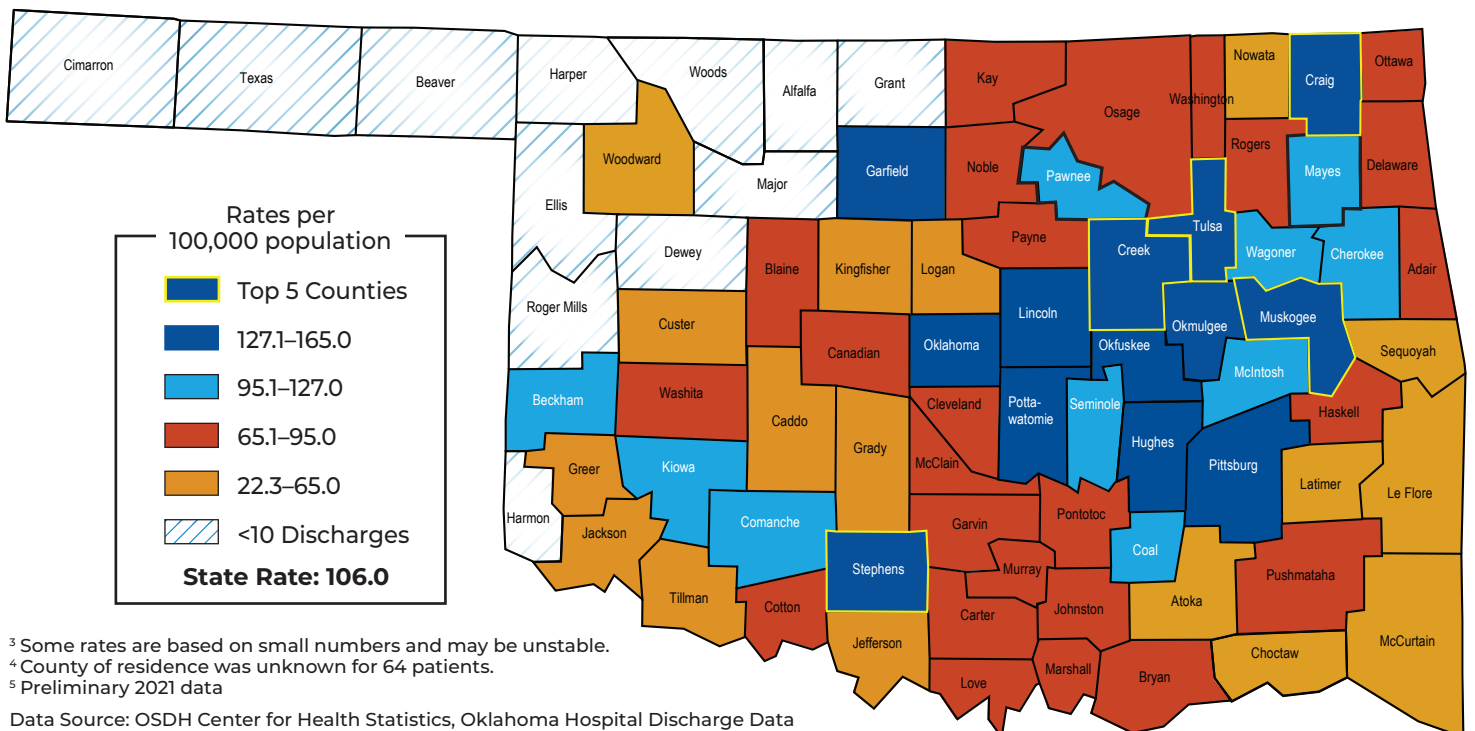 Cimarron
Texas
Beaver
Harper
Woods
Alfalfa
Grant
Kay
Osage
Washington
Nowata
Craig
Ottawa
Woodward
Garfield
Noble
Pawnee
Rogers
Mayes
Delaware
Ellis
Major
Dewey
Blaine
Kingfisher
Logan
Payne
Creek
Tulsa
Wagoner
Cherokee
Adair
Roger Mills
Custer
Canadian
Oklahoma
Lincoln
Okfuskee
Okmulgee
Muskogee
Sequoyah
Beckham
Washita
Caddo
Grady
Cleveland
McClain
Potta-
watomie
Seminole
Hughes
McIntosh
Haskell
Pittsburg
Latimer
Le Flore
Greer
Kiowa
Harmon
Jackson
Comanche
Stephens
Garvin
Pontotoc
Coal
Murray
Tillman
Cotton
Jefferson
Carter
Johnston
Atoka
Pushmataha
Love
Marshall
Bryan
Choctaw
McCurtain
Rates per
100,000 population
Top 5 Counties
127.1–165.0
95.1–127.0
65.1–95.0
22.3–65.0
<10 Discharges
State Rate: 106.0
³ Some rates are based on small numbers and may be unstable.
⁴ County of residence was unknown for 64 patients.
⁵ Preliminary 2021 data
Data Source: OSDH Center for Health Statistics, Oklahoma Hospital Discharge Data